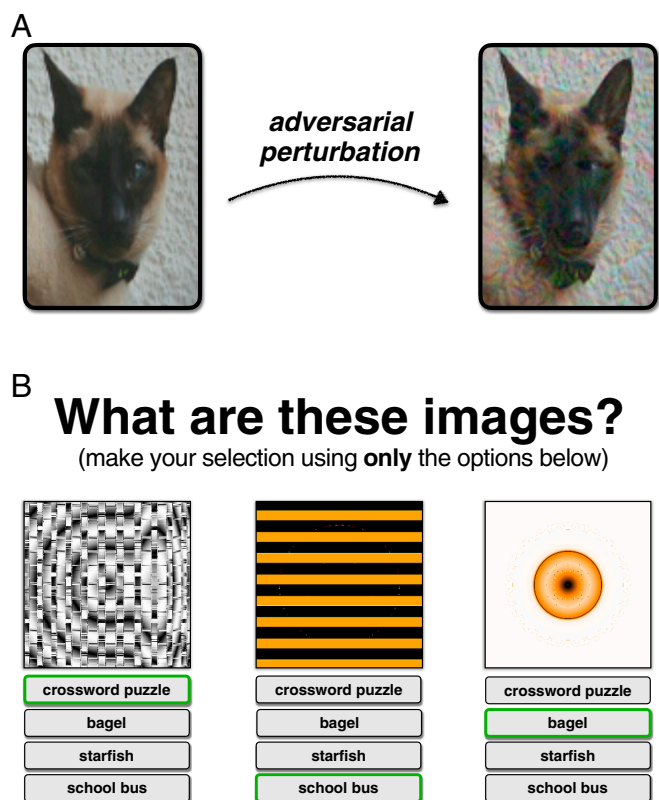 A
adversarial
perturbation
B
What are these images?
(make your selection using only the options below)
crossword puzzle
bagel
starfish
school bus
crossword puzzle
bagel
starfish
school bus
crossword puzzle
bagel
starfish
school bus